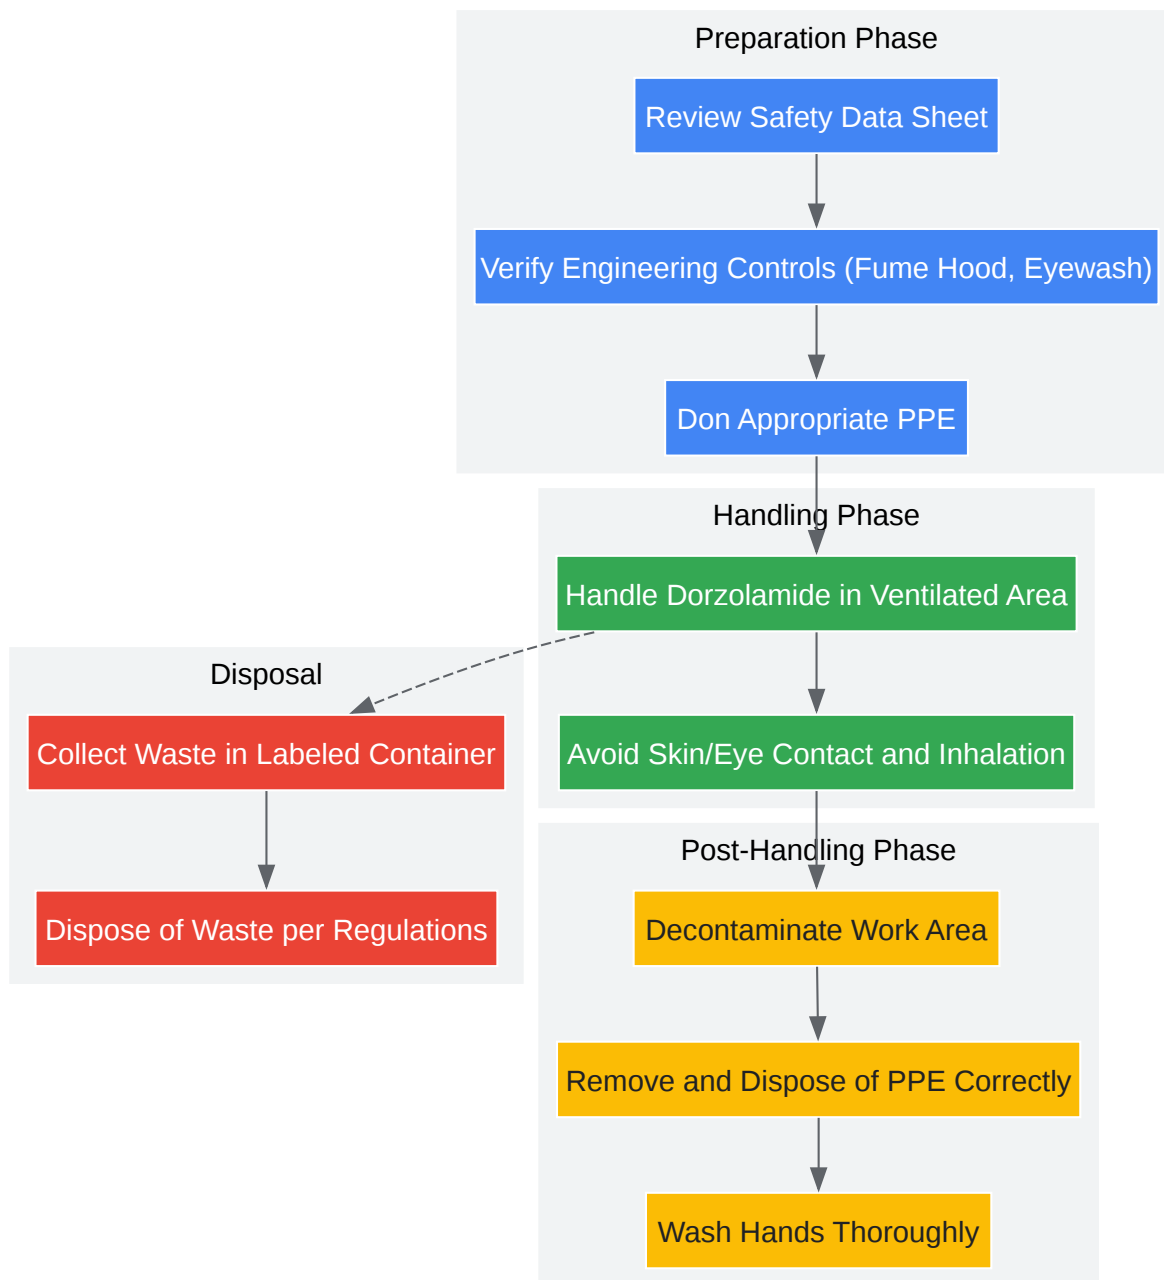 Preparation Phase
Review Safety Data Sheet
Verify Engineering Controls (Fume Hood, Eyewash)
Don Appropriate PPE
Handling Phase
Handle Dorzolamide in Ventilated Area
Avoid Skin/Eye Contact and Inhalation
Disposal
Collect Waste in Labeled Container
Dispose of Waste per Regulations
Post-Handling Phase
Decontaminate Work Area
Remove and Dispose of PPE Correctly
Wash Hands Thoroughly